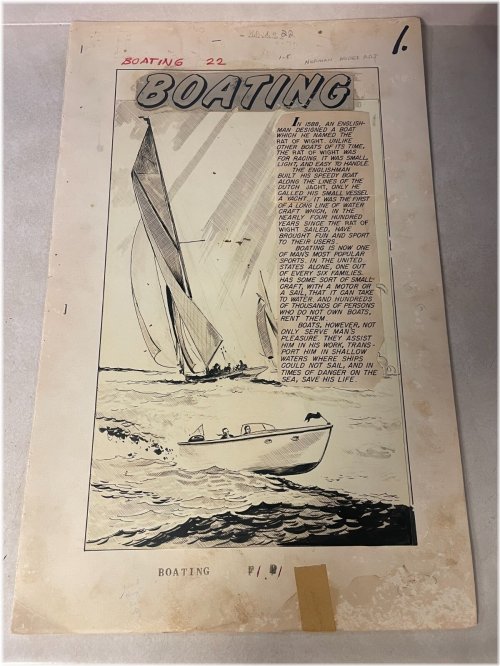 22
1.
BOATING 22
NORMAN NODEL ART
BOATING
IN 1588, AN ENGLISH-
MAN DESIGNED A BOAT
WHICH HE NAMED THE
RAT OF WIGHT. UNLIKE
OTHER BOATS OF ITS TIME,
THE RAT OF WIGHT WAS
FOR RACING. IT WAS SMALL,
LIGHT, AND EASY TO HANDLE.
THE ENGLISHMAN
BUILT HIS SPEEDY BOAT
ALONG THE LINES OF THE
DUTCH JACHT, ONLY HE
CALLED HIS SMALL VESSEL
A YACHT. IT WAS THE FIRST
OF A LONG LINE OF WATER
CRAFT WHICH, IN THE
NEARLY FOUR HUNDRED
YEARS SINCE THE RAT OF
WIGHT SAILED, HAVE
BROUGHT FUN AND SPORT
TO THEIR USERS.
BOATING IS NOW ONE
OF MAN'S MOST POPULAR
SPORTS. IN THE UNITED
STATES ALONE, ONE OUT
OF EVERY SIX FAMILIES
HAS SOME SORT OF SMALL
CRAFT, WITH A MOTOR OR
A SAIL, THAT IT CAN TAKE
TO WATER. AND HUNDREDS
OF THOUSANDS OF PERSONS
WHO DO NOT OWN BOATS,
RENT THEM.
BOATS, HOWEVER, NOT
ONLY SERVE MAN'S
PLEASURE. THEY ASSIST
HIM IN HIS WORK, TRANS-
PORT HIM IN SHALLOW
WATERS WHERE SHIPS
COULD NOT SAIL, AND IN
TIMES OF DANGER ON THE
SEA, SAVE HIS LIFE.
BOATING